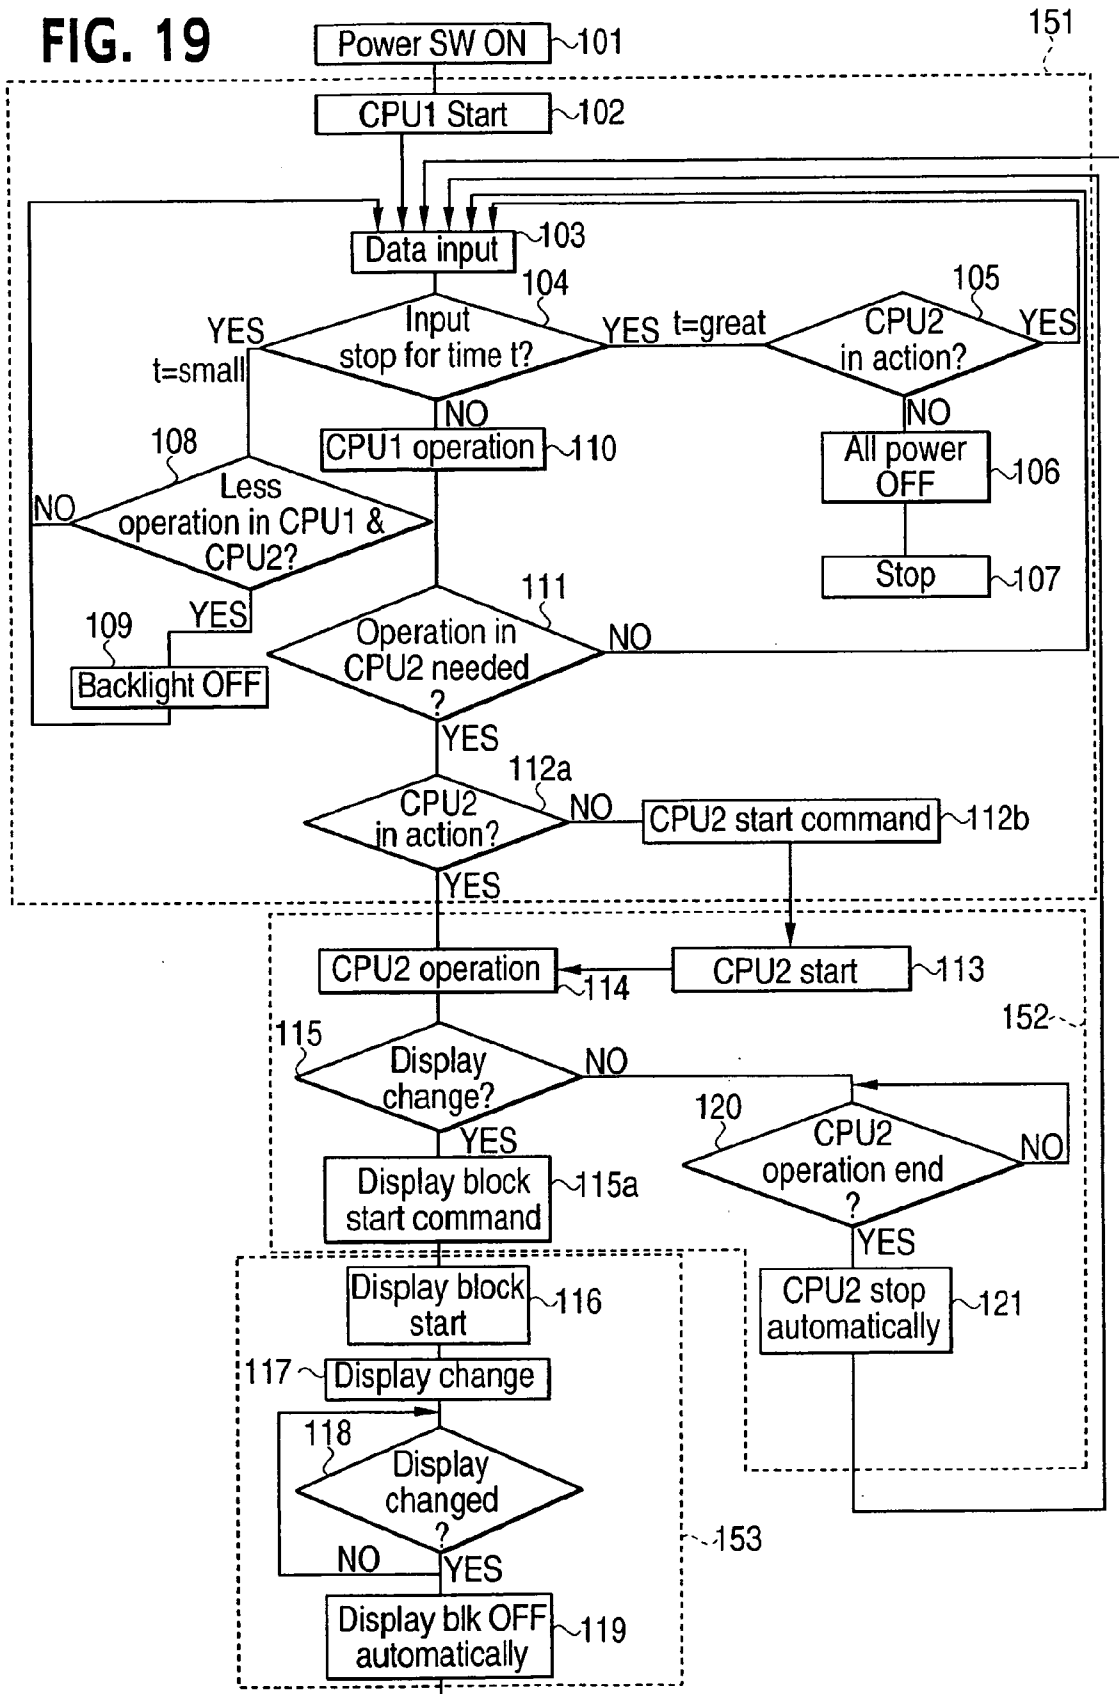 FIG. 19
151
Power SW ON
101
CPU1 Start
102
Data input
103
104
Input
stop for time t?
YES
t=small
YES
t=great
105
CPU2
in action?
YES
NO
NO
CPU1 operation
110
All power
OFF
106
Stop
107
108
Less
operation in CPU1 &
CPU2?
NO
YES
109
Backlight OFF
111
Operation in
CPU2 needed
?
NO
YES
112a
CPU2
in action?
NO
CPU2 start command
112b
YES
CPU2 operation
114
CPU2 start
113
152
115
Display
change?
NO
YES
120
CPU2
operation end
?
NO
YES
Display block
start command
115a
CPU2 stop
automatically
121
Display block
start
116
117
Display change
118
Display
changed
?
NO
YES
153
Display blk OFF
automatically
119